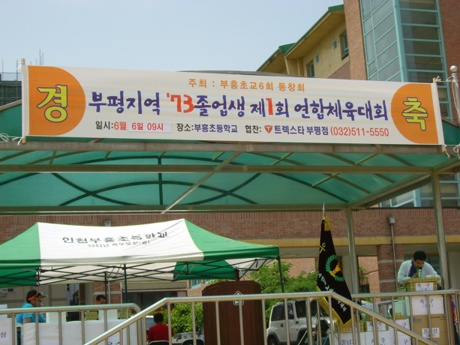 주최 : 부흥초교6회 동창회
경 부평지역 '73졸업생 제1회 연합체육대회 축
일시:6월 6일 09시 장소:부흥초등학교 협찬: 트렉스타 부평점 (032)511-5550
인천부흥초등학교